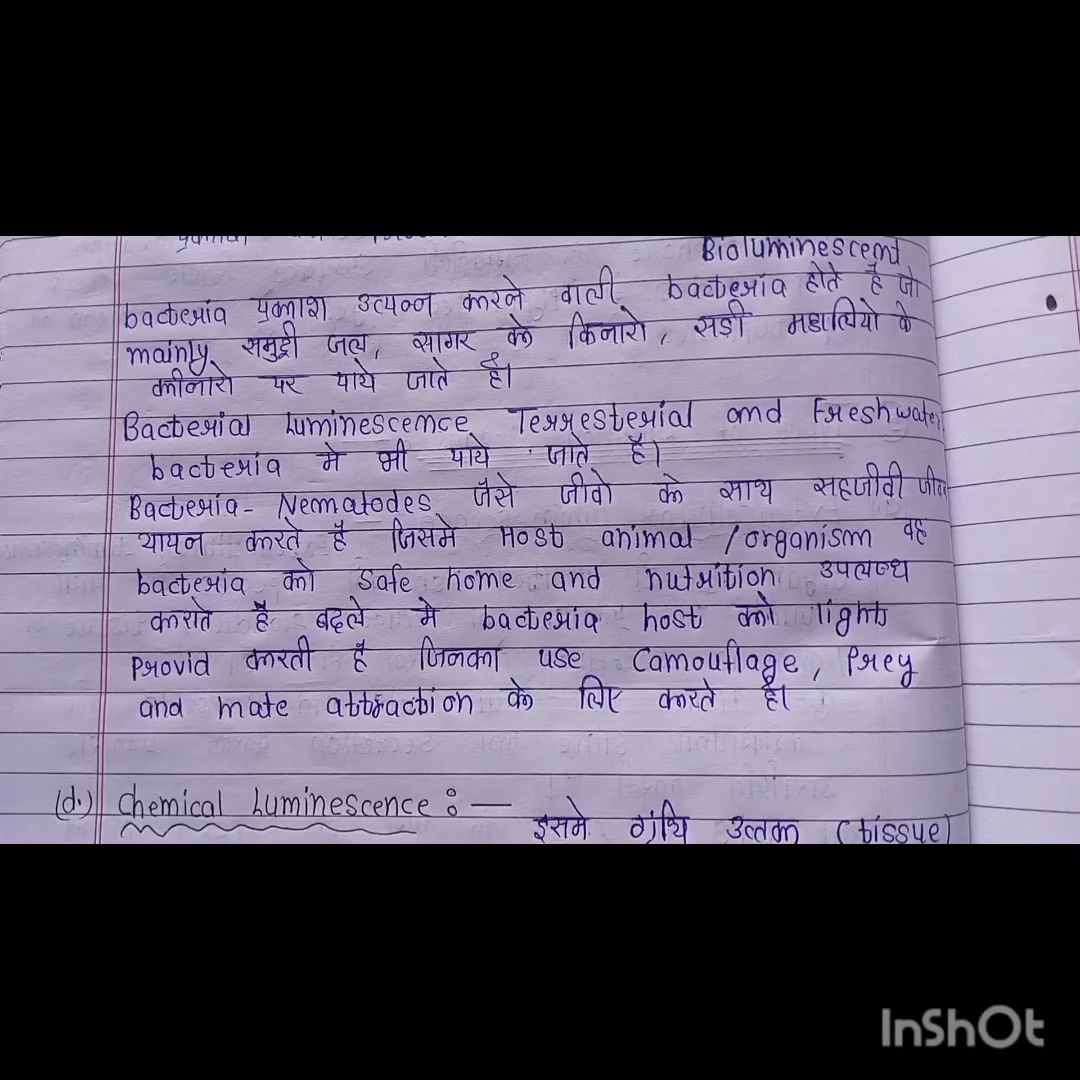 Bioluminescent
bacteria प्रकाश उत्पन्न करने वाली bacteria होते है जो
mainly समुद्री जल, सागर के किनारो, सड़ी महालियो के
कीनारो पर पाये जाते है।
Bacterial Luminescence Terresterial and Freshwater
bacteria मे भी पाये जाते है।
Bacteria - Nematodes जैसे जीवो के साथ सहजीवी जीवन
यापन करते है जिसमे Host animal / organism वह
bacteria को safe home and nutrition उपलब्ध
कराते है बदले मे bacteria host को light
Provid करती है जिनका use Camouflage, Prey
and mate attraction के लिए करते है।
(d.) Chemical Luminescence : —
इसमे ग्रंथि उत्तक (tissue)
InShOt